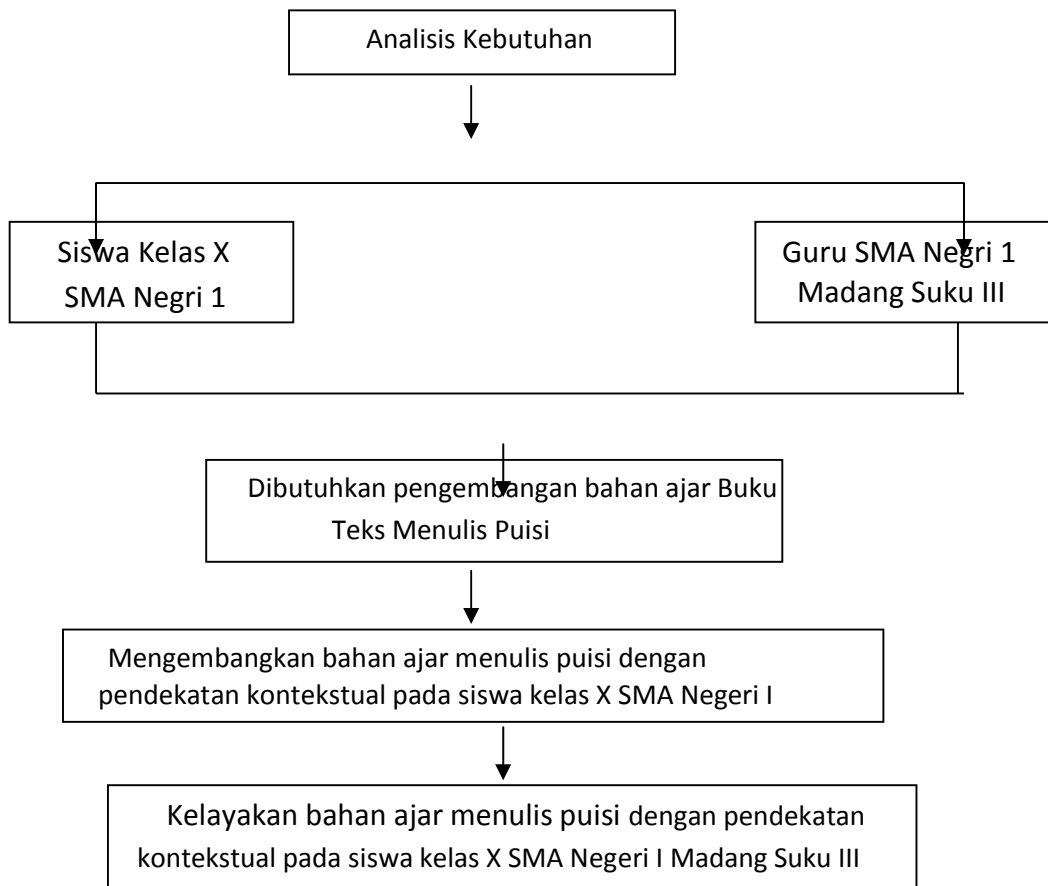 Analisis Kebutuhan
Siswa Kelas X
SMA Negri 1
Guru SMA Negri 1
Madang Suku III
Dibutuhkan pengembangan bahan ajar Buku
Teks Menulis Puisi
Mengembangkan bahan ajar menulis puisi dengan
pendekatan kontekstual pada siswa kelas X SMA Negeri I
Kelayakan bahan ajar menulis puisi dengan pendekatan
kontekstual pada siswa kelas X SMA Negeri I Madang Suku III